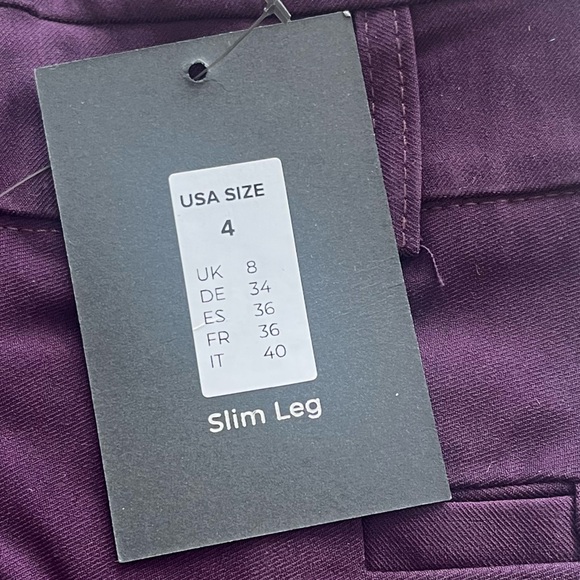 USA SIZE
4
UK 8
DE 34
ES 36
FR 36
IT 40
Slim Leg